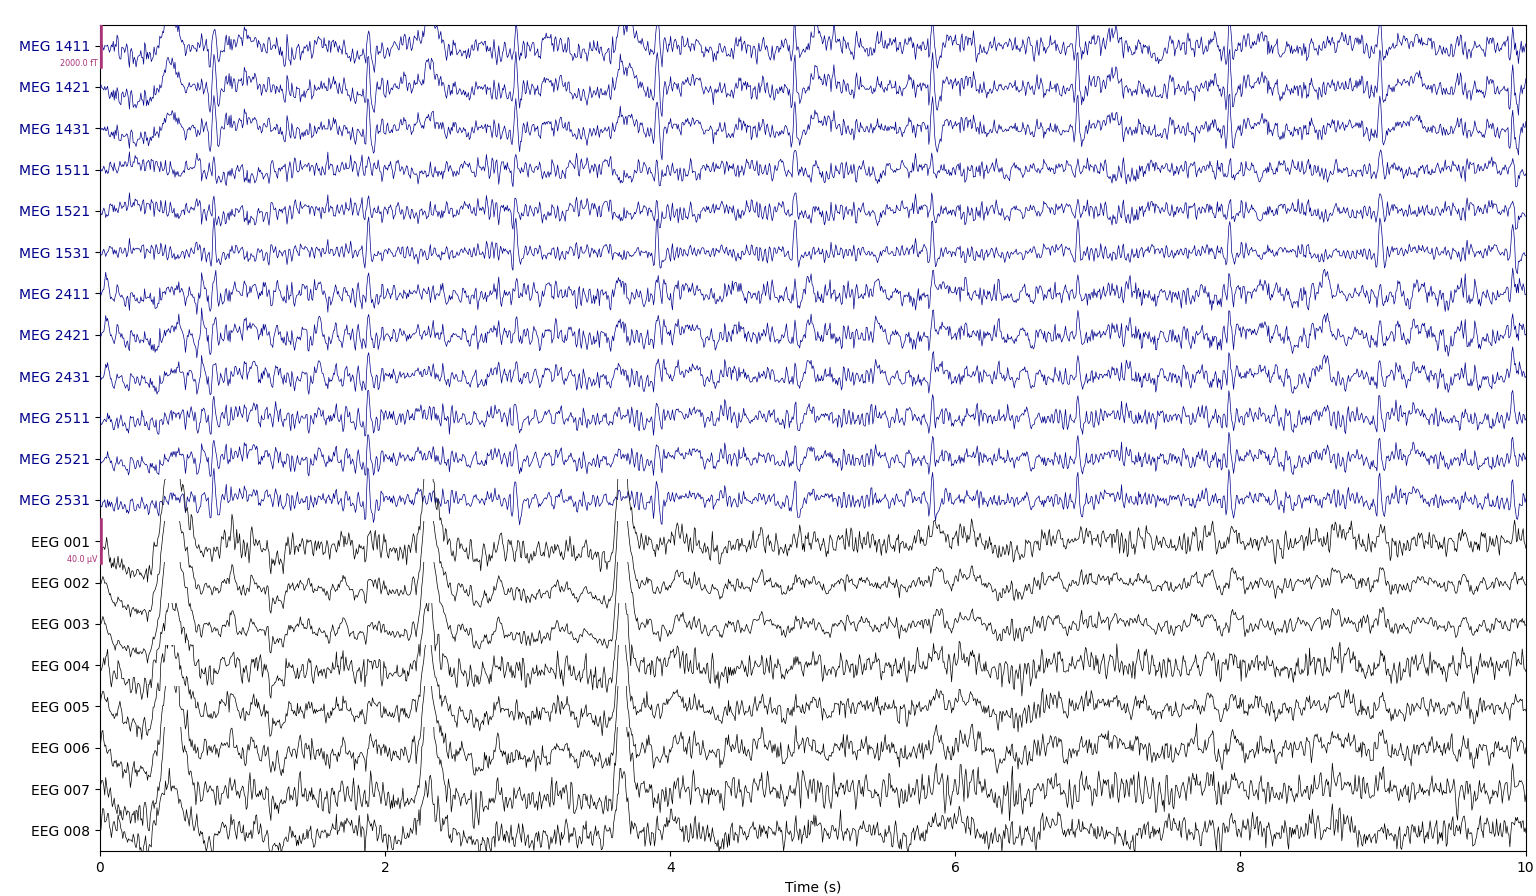 MEG 1411
2000.0 fT
MEG 1421
MEG 1431
MEG 1511
MEG 1521
MEG 1531
MEG 2411
MEG 2421
MEG 2431
MEG 2511
MEG 2521
MEG 2531
EEG 001
40.0 µV
EEG 002
EEG 003
EEG 004
EEG 005
EEG 006
EEG 007
EEG 008
0 2 4 6 8 10
Time (s)